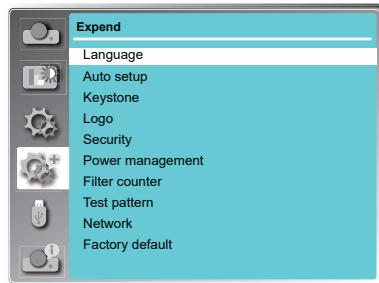 Expend
Language
Auto setup
Keystone
Logo
Security
Power management
Filter counter
Test pattern
Network
Factory default